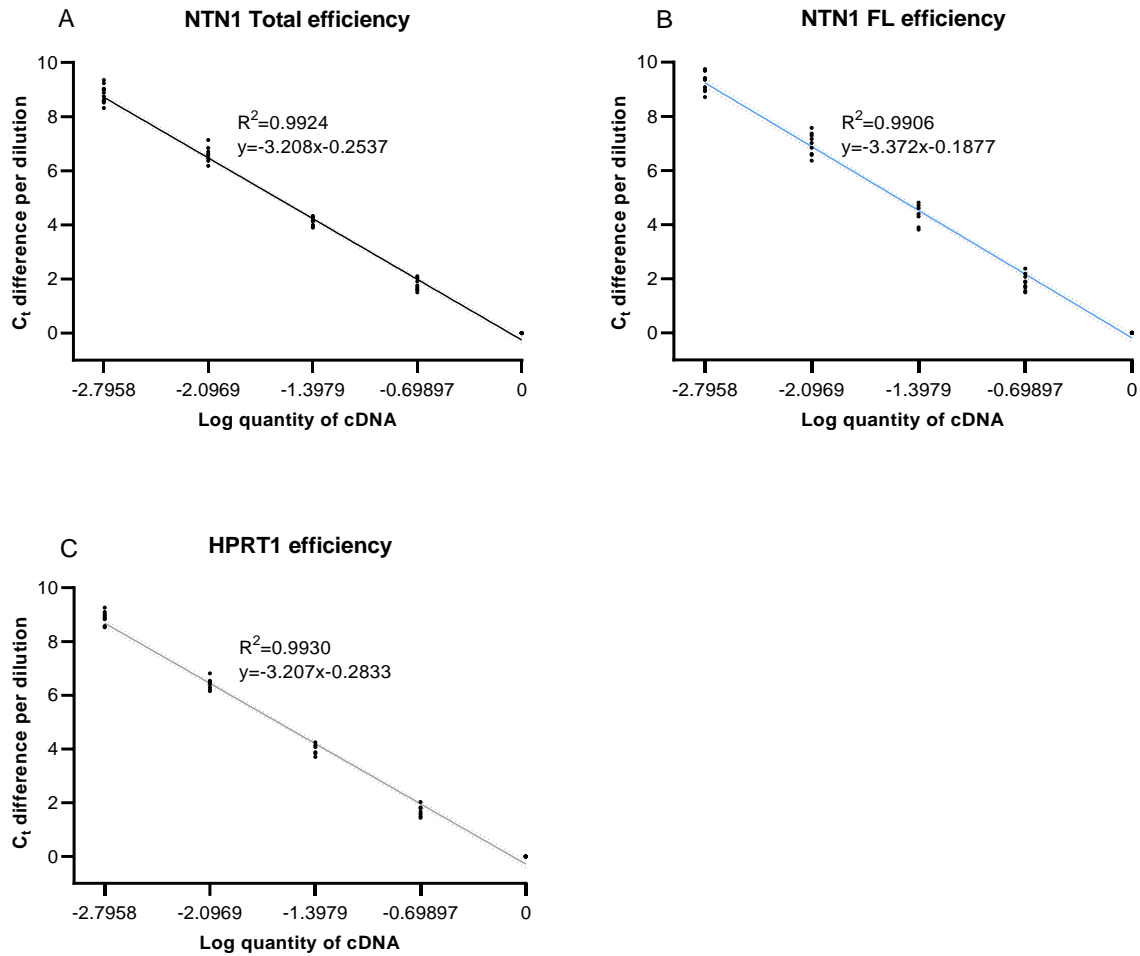 A
NTN1 Total efficiency
C_t difference per dilution
10
8
6
4
2
0
R²=0.9924
y=-3.208x-0.2537
-2.7958 -2.0969 -1.3979 -0.69897 0
Log quantity of cDNA
B
NTN1 FL efficiency
C_t difference per dilution
10
8
6
4
2
0
R²=0.9906
y=-3.372x-0.1877
-2.7958 -2.0969 -1.3979 -0.69897 0
Log quantity of cDNA
C
HPRT1 efficiency
C_t difference per dilution
10
8
6
4
2
0
R²=0.9930
y=-3.207x-0.2833
-2.7958 -2.0969 -1.3979 -0.69897 0
Log quantity of cDNA